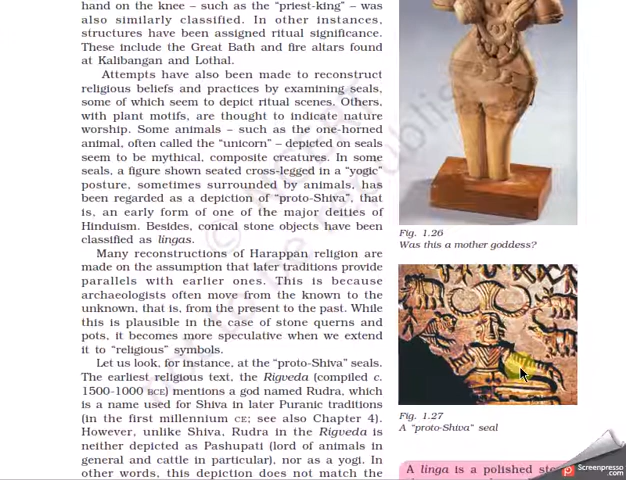 hand on the knee – such as the "priest-king" – was
also similarly classified. In other instances,
structures have been assigned ritual significance.
These include the Great Bath and fire altars found
at Kalibangan and Lothal.
Attempts have also been made to reconstruct
religious beliefs and practices by examining seals,
some of which seem to depict ritual scenes. Others,
with plant motifs, are thought to indicate nature
worship. Some animals – such as the one-horned
animal, often called the "unicorn" – depicted on seals
seem to be mythical, composite creatures. In some
seals, a figure shown seated cross-legged in a "yogic"
posture, sometimes surrounded by animals, has
been regarded as a depiction of "proto-Shiva", that
is, an early form of one of the major deities of
Hinduism. Besides, conical stone objects have been
classified as lingas.
Many reconstructions of Harappan religion are
made on the assumption that later traditions provide
parallels with earlier ones. This is because
archaeologists often move from the known to the
unknown, that is, from the present to the past. While
this is plausible in the case of stone querns and
pots, it becomes more speculative when we extend
it to "religious" symbols.
Let us look, for instance, at the "proto-Shiva" seals.
The earliest religious text, the Rigveda (compiled c.
1500-1000 BCE) mentions a god named Rudra, which
is a name used for Shiva in later Puranic traditions
(in the first millennium CE; see also Chapter 4).
However, unlike Shiva, Rudra in the Rigveda is
neither depicted as Pashupati (lord of animals in
general and cattle in particular), nor as a yogi. In
other words, this depiction does not match the
Fig. 1.26
Was this a mother goddess?
Fig. 1.27
A "proto-Shiva" seal
A linga is a polished
Screenpresso